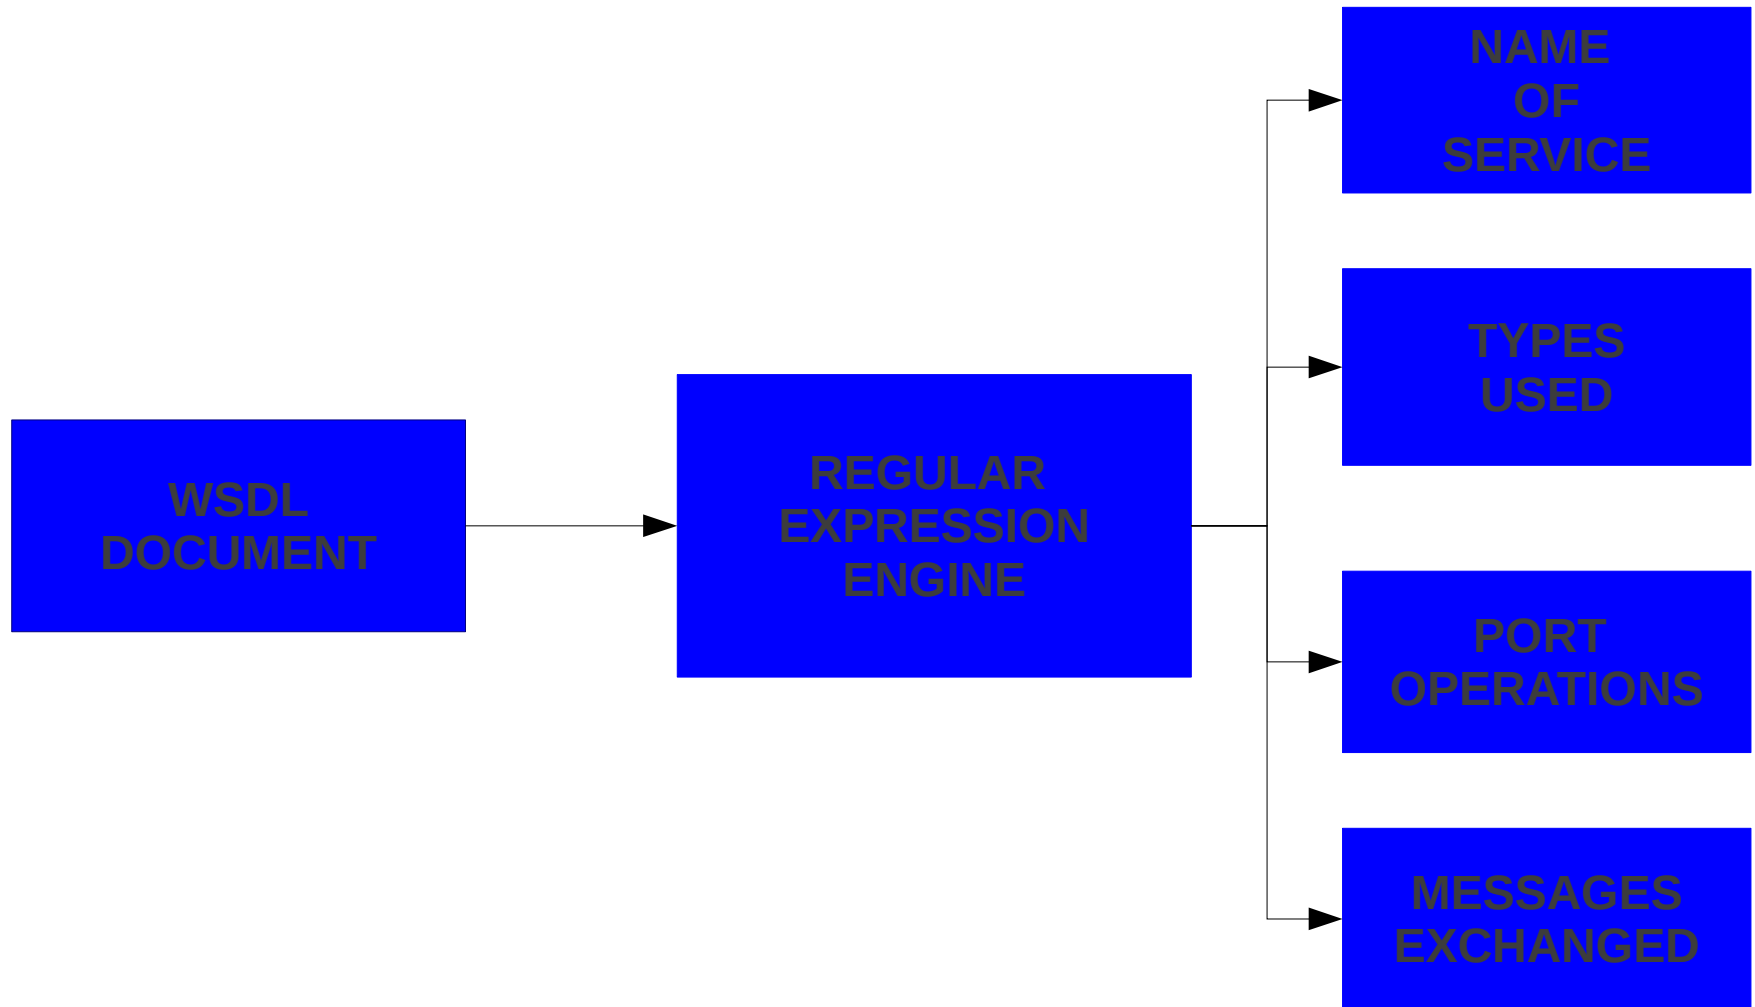 NAME
OF
SERVICE
TYPES
USED
WSDL
DOCUMENT
REGULAR
EXPRESSION
ENGINE
PORT
OPERATIONS
MESSAGES
EXCHANGED